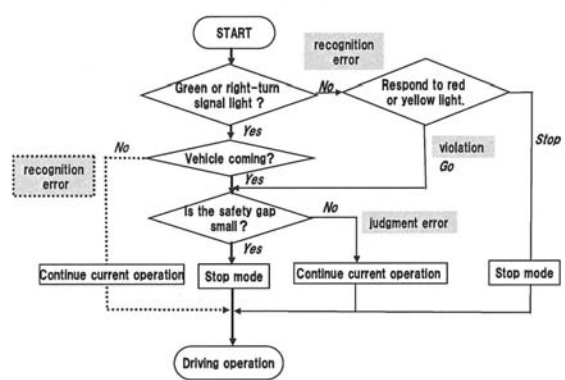 START
recognition
error
Green or right-turn
signal light ?
No
Respond to red
or yellow light.
Yes
No
Vehicle coming?
violation
Go
Stop
recognition
error
Yes
Is the safety gap
small ?
No
judgment error
Yes
Continue current operation
Stop mode
Continue current operation
Stop mode
Driving operation